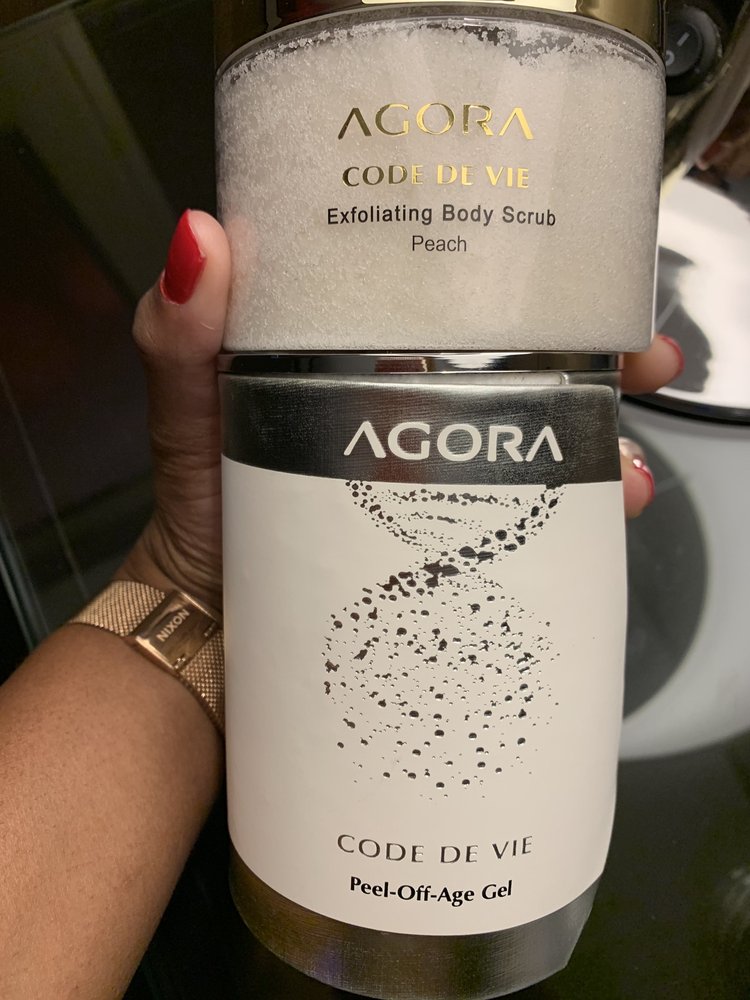 AGORA
CODE DE VIE
Exfoliating Body Scrub
Peach
AGORA
NIXON
CODE DE VIE
Peel-Off-Age Gel